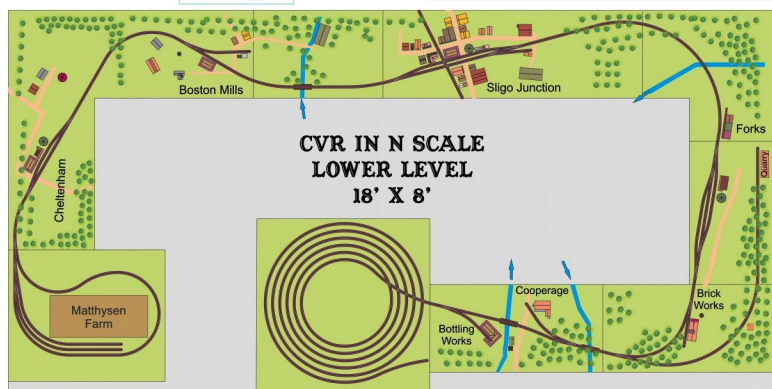 Boston Mills
Sligo Junction
CVR IN N SCALE
LOWER LEVEL
18' X 8'
Forks
Quarry
Cheltenham
Matthysen
Farm
Cooperage
Bottling
Works
Brick
Works